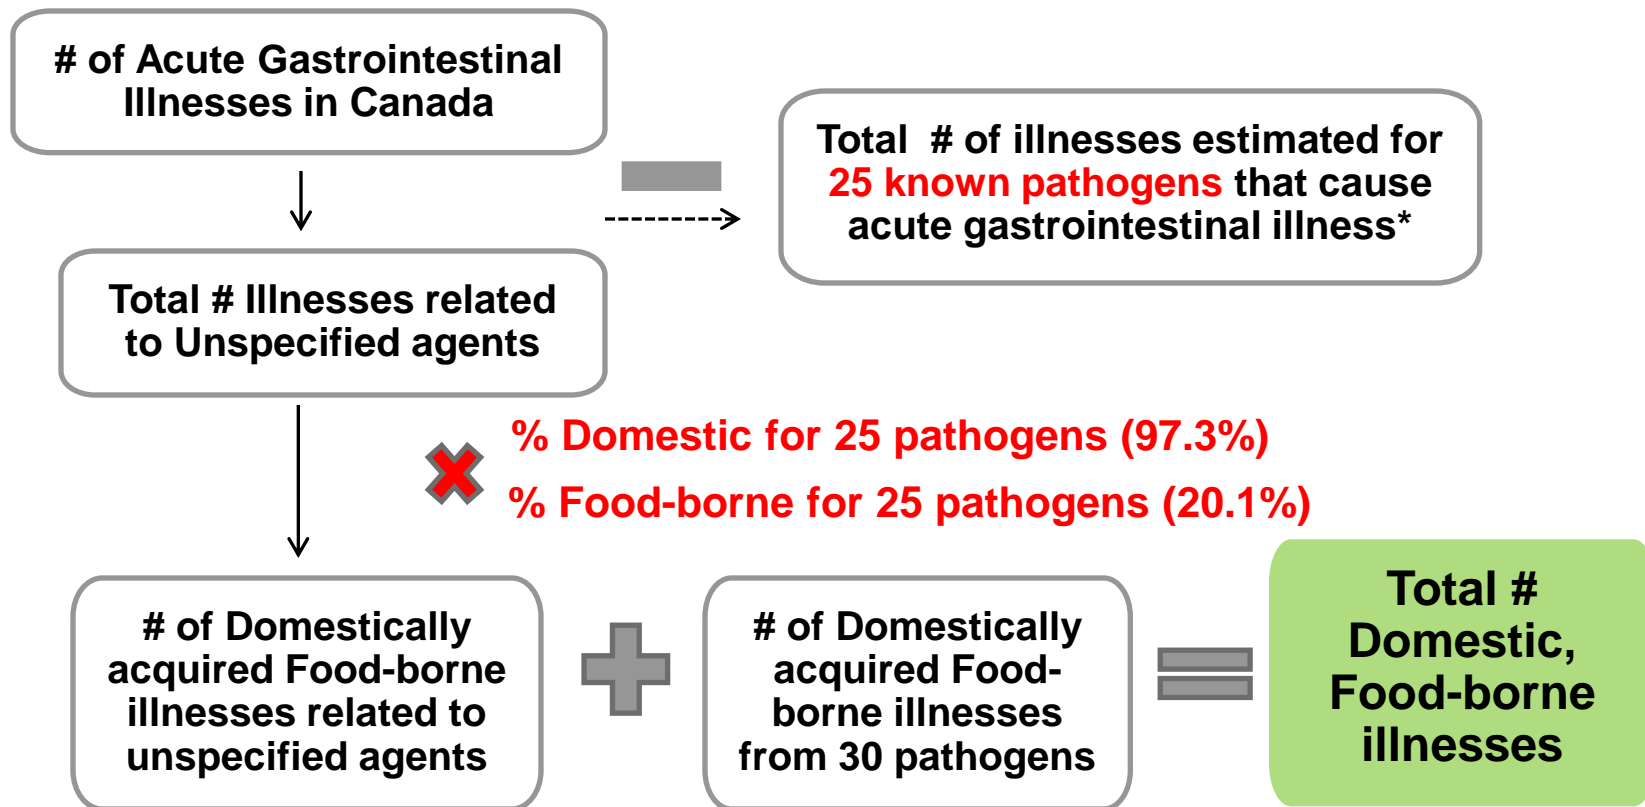 # of Acute Gastrointestinal
Illnesses in Canada
Total # of illnesses estimated for
25 known pathogens that cause
acute gastrointestinal illness*
Total # Illnesses related
to Unspecified agents
% Domestic for 25 pathogens (97.3%)
% Food-borne for 25 pathogens (20.1%)
# of Domestically
acquired Food-borne
illnesses related to
unspecified agents
# of Domestically
acquired Food-
borne illnesses
from 30 pathogens
Total #
Domestic,
Food-borne
illnesses